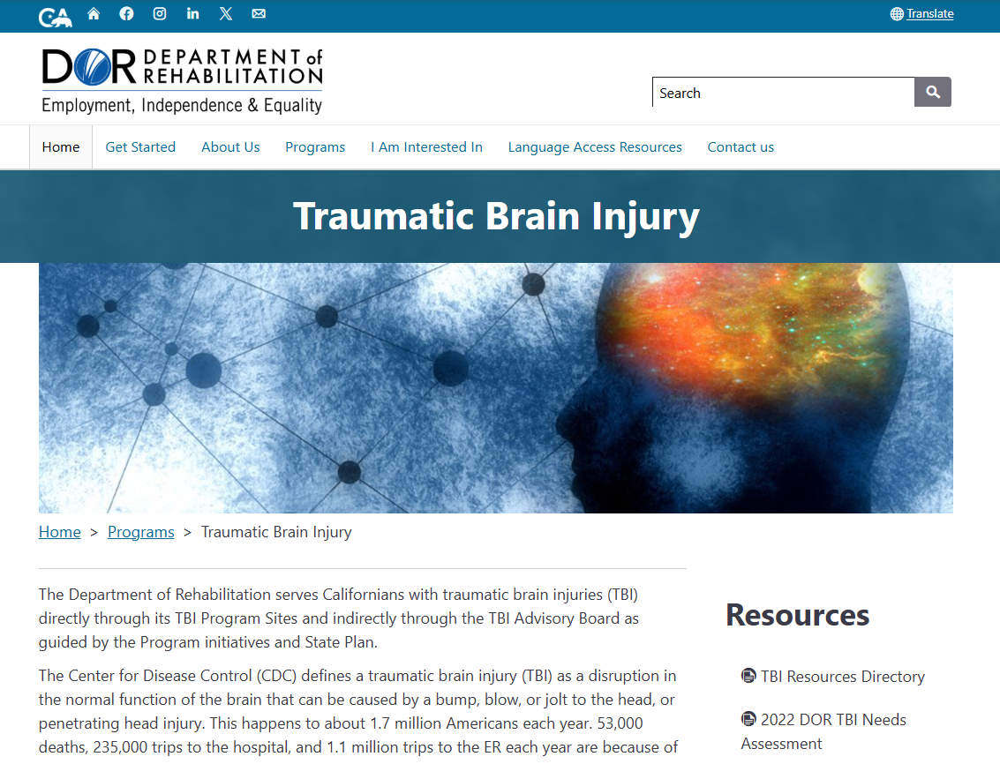 CA
Translate
DOR DEPARTMENT of
REHABILITATION
Employment, Independence & Equality
Search
Home Get Started About Us Programs I Am Interested In Language Access Resources Contact us
Traumatic Brain Injury
Home > Programs > Traumatic Brain Injury
The Department of Rehabilitation serves Californians with traumatic brain injuries (TBI)
directly through its TBI Program Sites and indirectly through the TBI Advisory Board as
guided by the Program initiatives and State Plan.
The Center for Disease Control (CDC) defines a traumatic brain injury (TBI) as a disruption in
the normal function of the brain that can be caused by a bump, blow, or jolt to the head, or
penetrating head injury. This happens to about 1.7 million Americans each year. 53,000
deaths, 235,000 trips to the hospital, and 1.1 million trips to the ER each year are because of
Resources
TBI Resources Directory
2022 DOR TBI Needs
Assessment